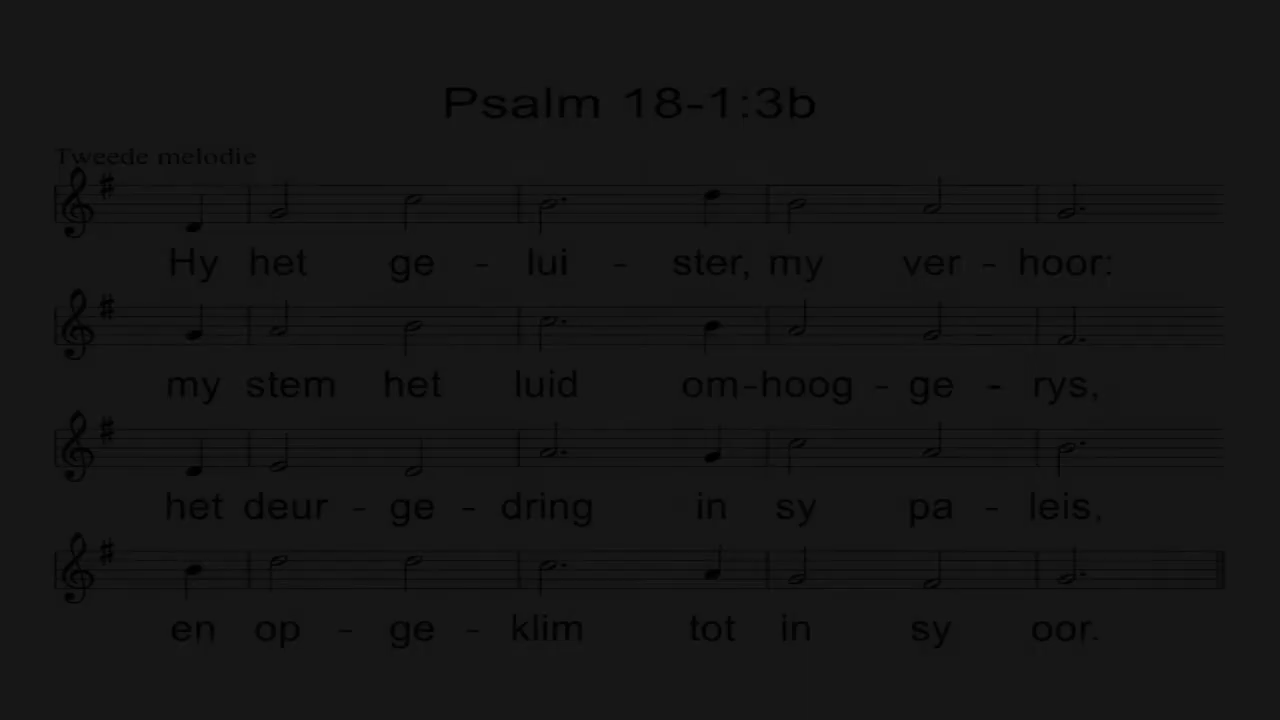 Psalm 18-1:3b
Tweede melodie
Hy het ge - lui - ster, my ver - hoor:
my stem het luid om-hoog - ge - rys,
het deur - ge - dring in sy pa - leis,
en op - ge - klim tot in sy oor.